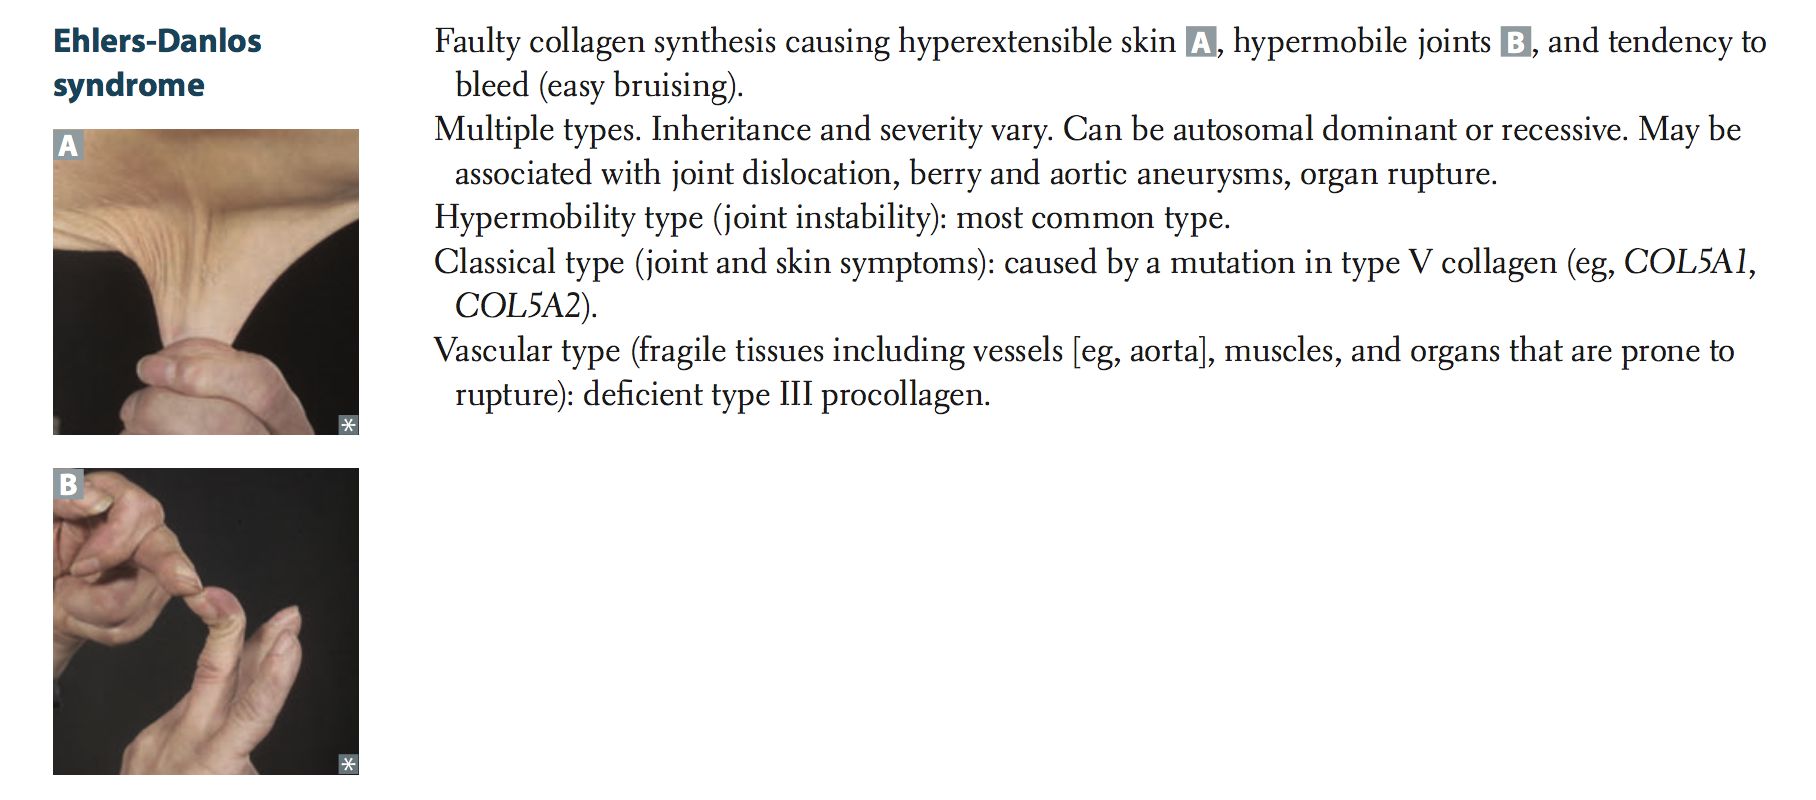 Ehlers-Danlos
syndrome
A
*
B
*
Faulty collagen synthesis causing hyperextensible skin A, hypermobile joints B, and tendency to
bleed (easy bruising).
Multiple types. Inheritance and severity vary. Can be autosomal dominant or recessive. May be
associated with joint dislocation, berry and aortic aneurysms, organ rupture.
Hypermobility type (joint instability): most common type.
Classical type (joint and skin symptoms): caused by a mutation in type V collagen (eg, COL5A1,
COL5A2).
Vascular type (fragile tissues including vessels [eg, aorta], muscles, and organs that are prone to
rupture): deficient type III procollagen.